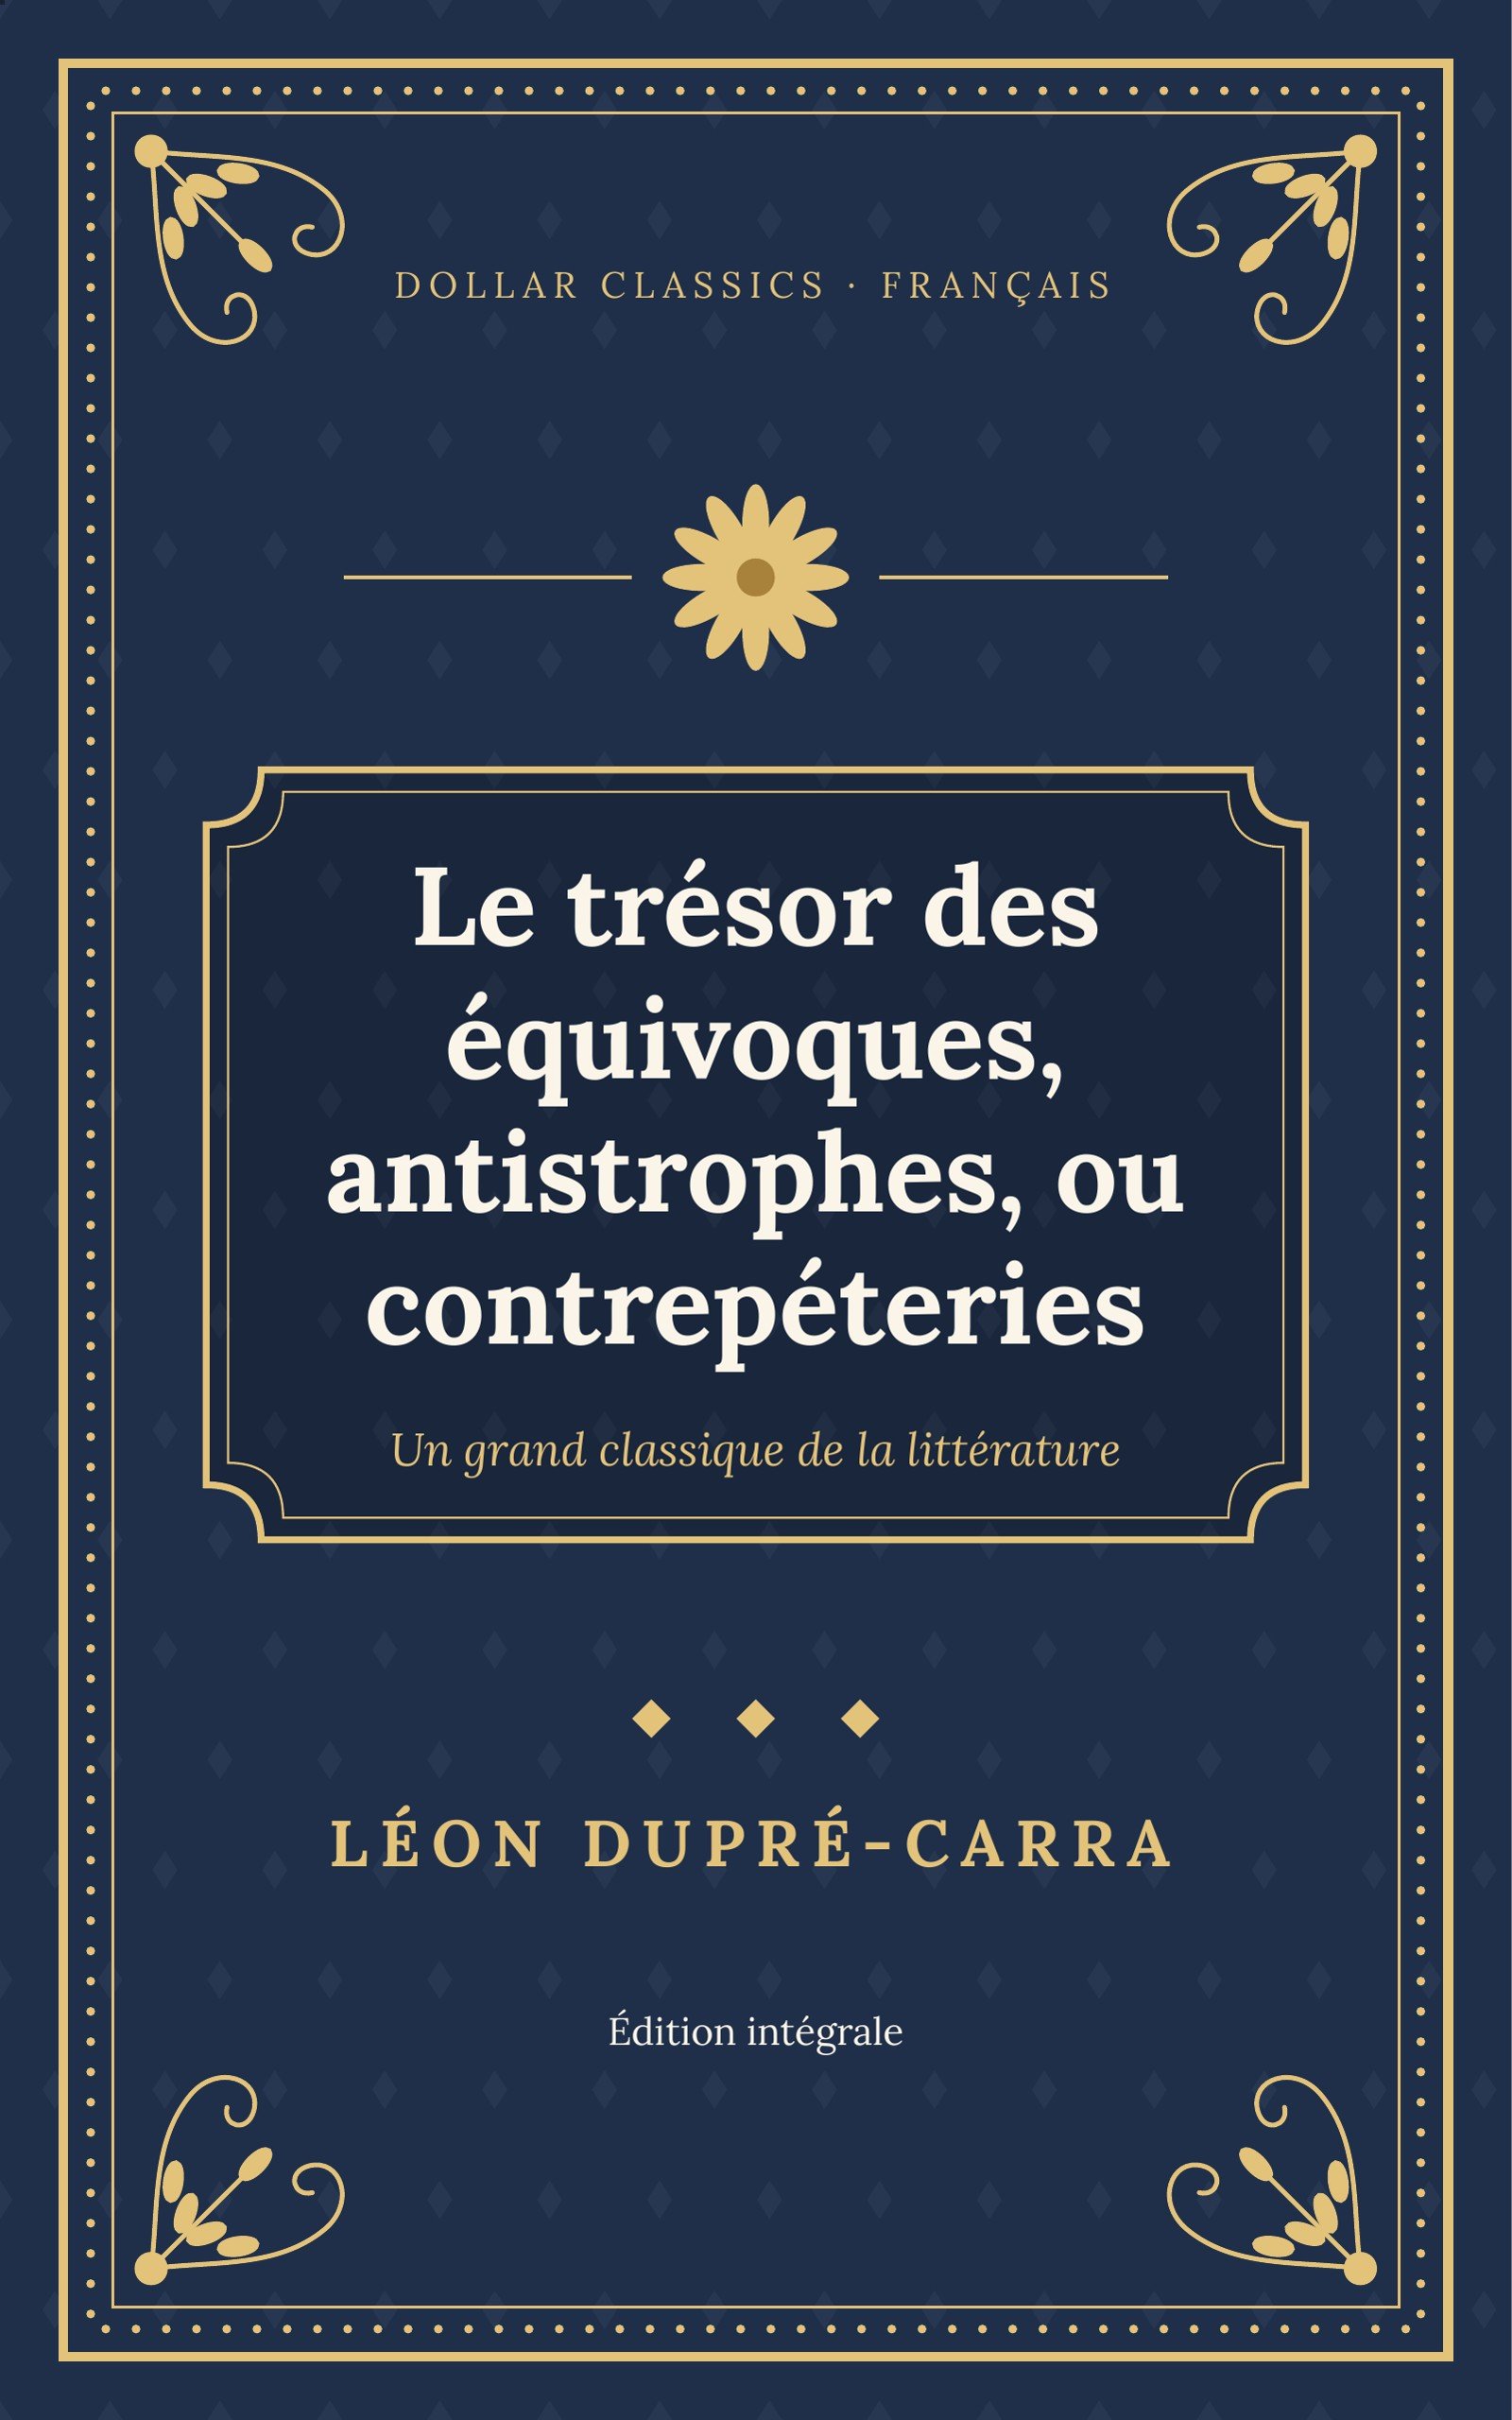 DOLLAR CLASSICS · FRANÇAIS
Le trésor des
équivoques,
antistrophes, ou
contrepéteries
Un grand classique de la littérature
LÉON DUPRÉ-CARRA
Édition intégrale